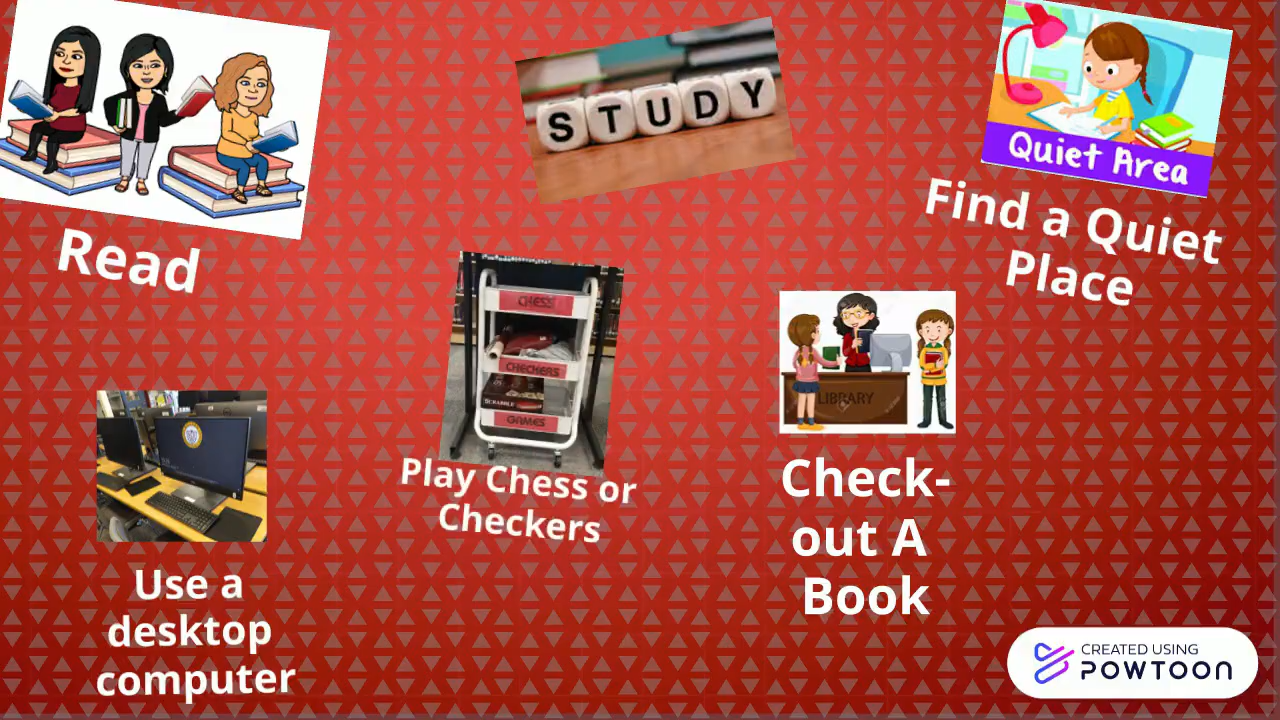 STUDY
Quiet Area
Find a Quiet
Place
Read
CHESS
CHECKERS
SCRABBLE
GAMES
Play Chess or
Checkers
LIBRARY
Check-
out A
Book
Use a
desktop
computer
CREATED USING
POWTOON